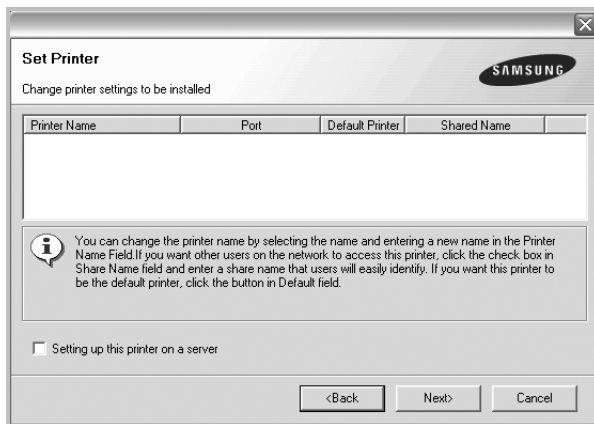 Set Printer
SAMSUNG
Change printer settings to be installed
Printer Name Port Default Printer Shared Name
You can change the printer name by selecting the name and entering a new name in the Printer
Name Field.If you want other users on the network to access this printer, click the check box in
Share Name field and enter a share name that users will easily identify. If you want this printer to
be the default printer, click the button in Default field.
Setting up this printer on a server
<Back Next> Cancel